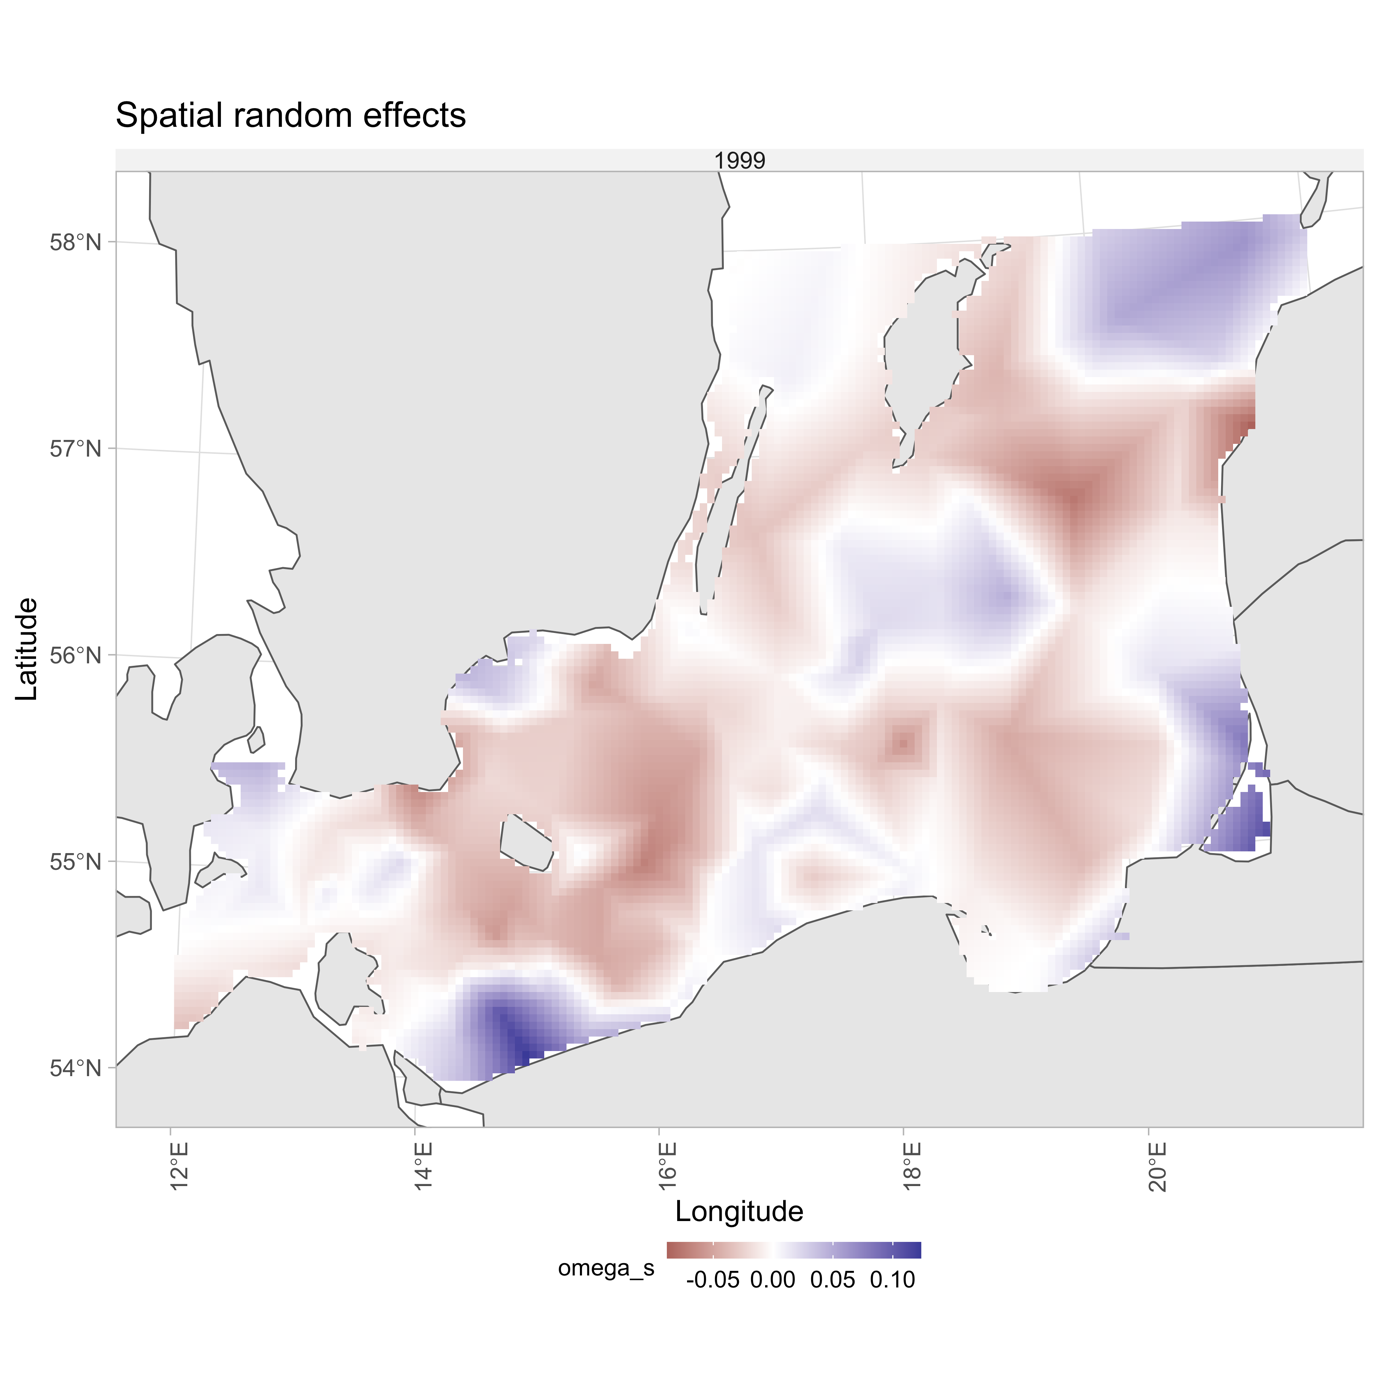 Spatial random effects
1999
58°N
57°N
56°N
55°N
54°N
Latitude
12°E
14°E
16°E
18°E
20°E
Longitude
omega_s
-0.05 0.00 0.05 0.10